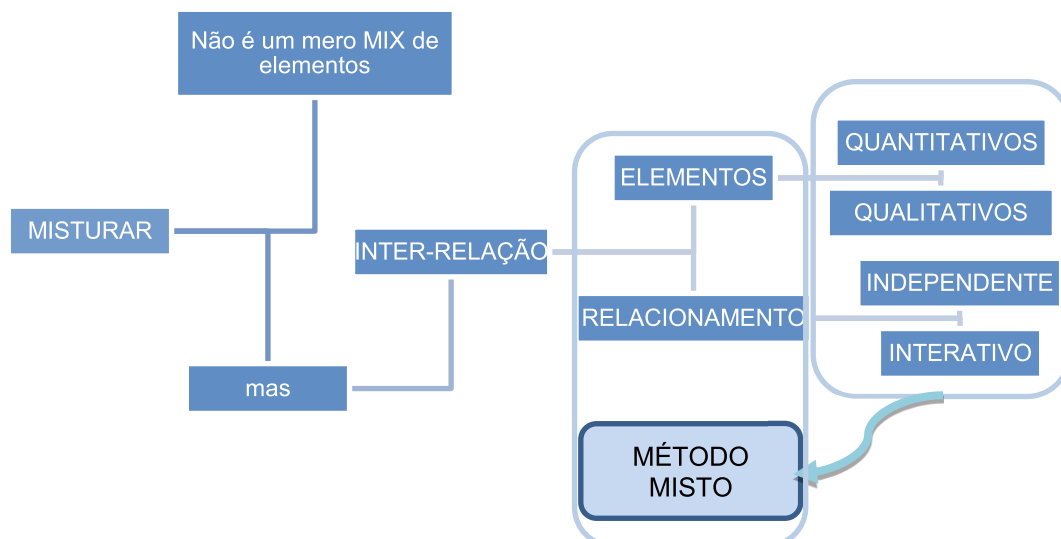 Não é um mero MIX de
elementos
MISTURAR
mas
INTER-RELAÇÃO
ELEMENTOS
RELACIONAMENTO
QUANTITATIVOS
QUALITATIVOS
INDEPENDENTE
INTERATIVO
MÉTODO
MISTO